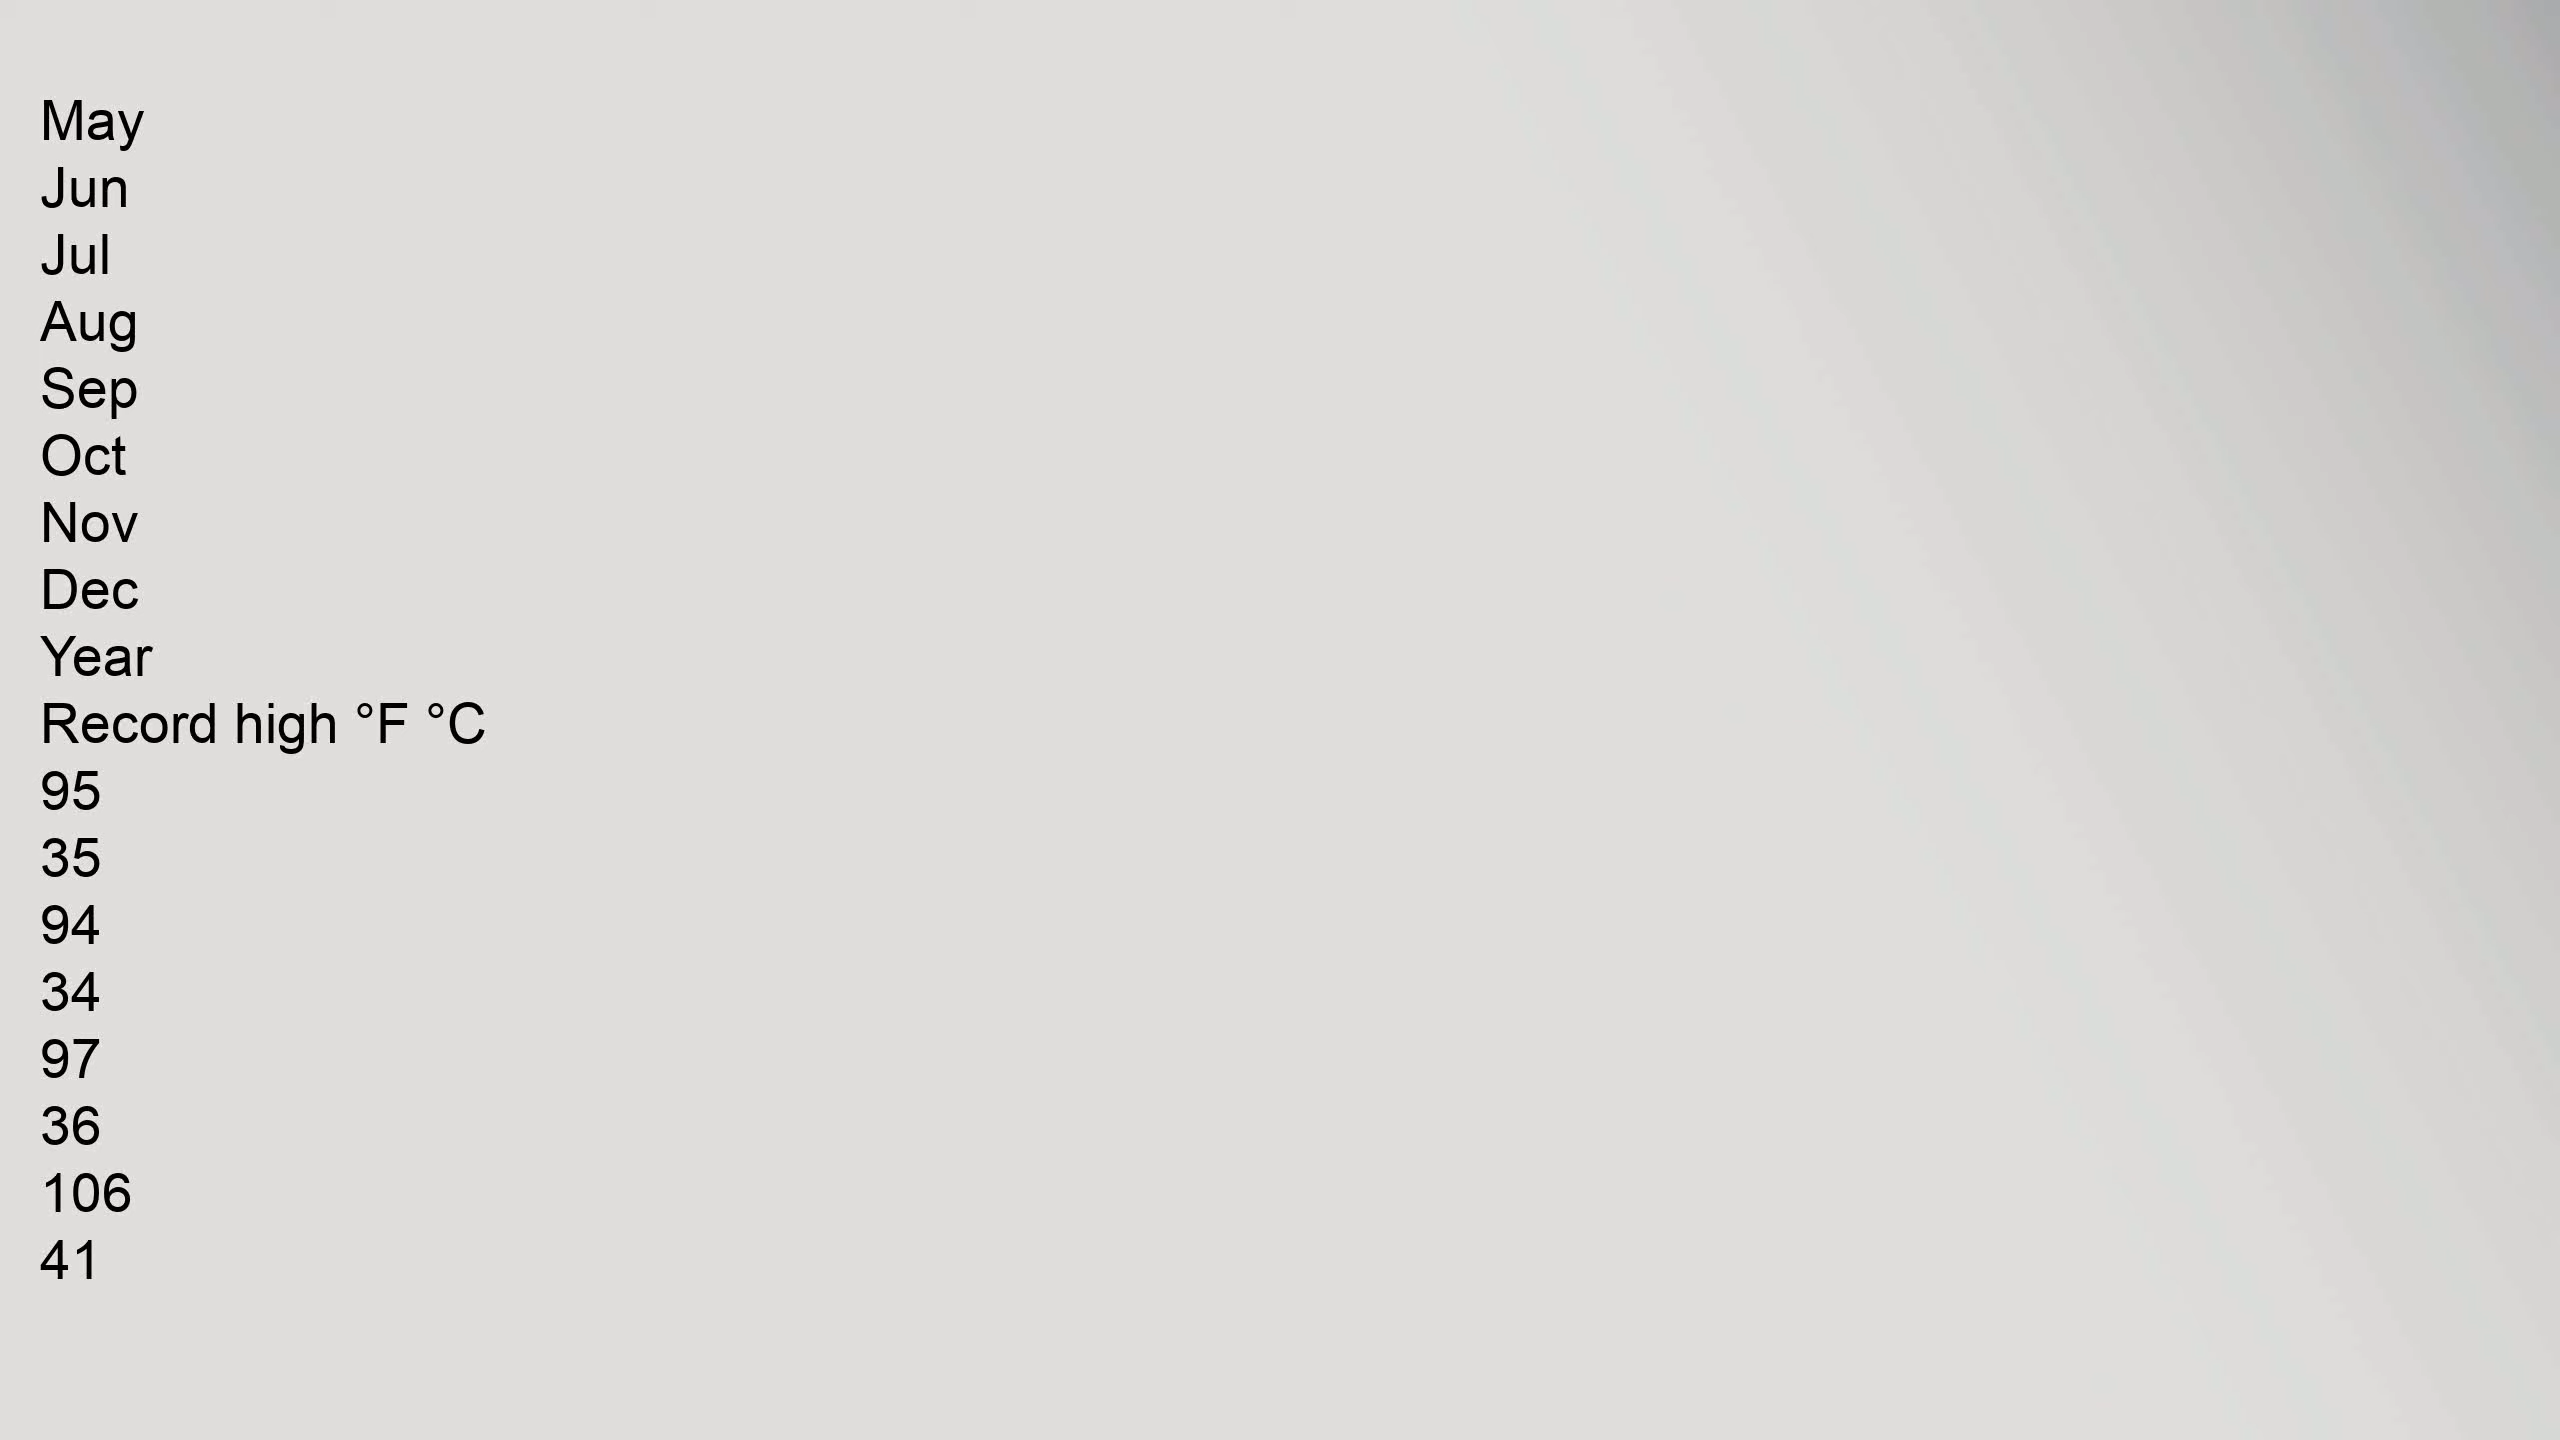 May
Jun
Jul
Aug
Sep
Oct
Nov
Dec
Year
Record high °F °C
95
35
94
34
97
36
106
41